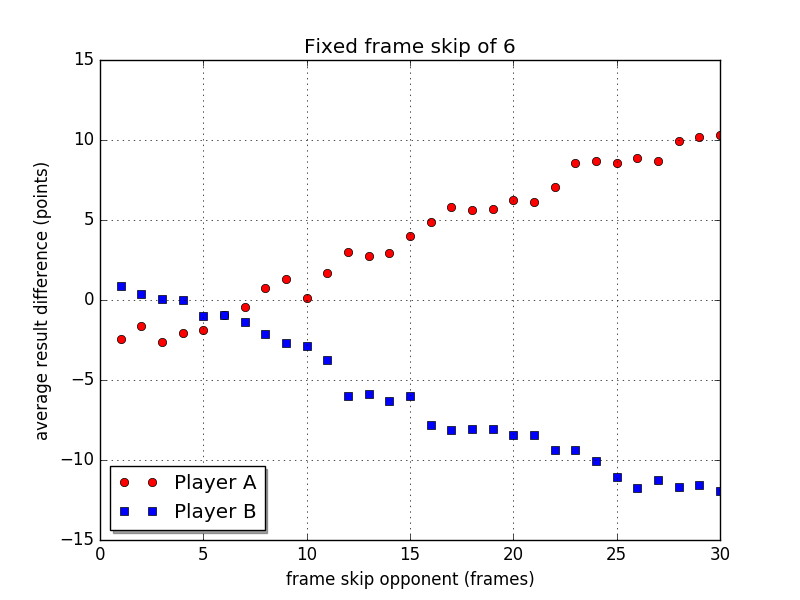 Fixed frame skip of 6
15
10
5
0
−5
−10
−15
average result difference (points)
Player A
Player B
0 5 10 15 20 25 30
frame skip opponent (frames)